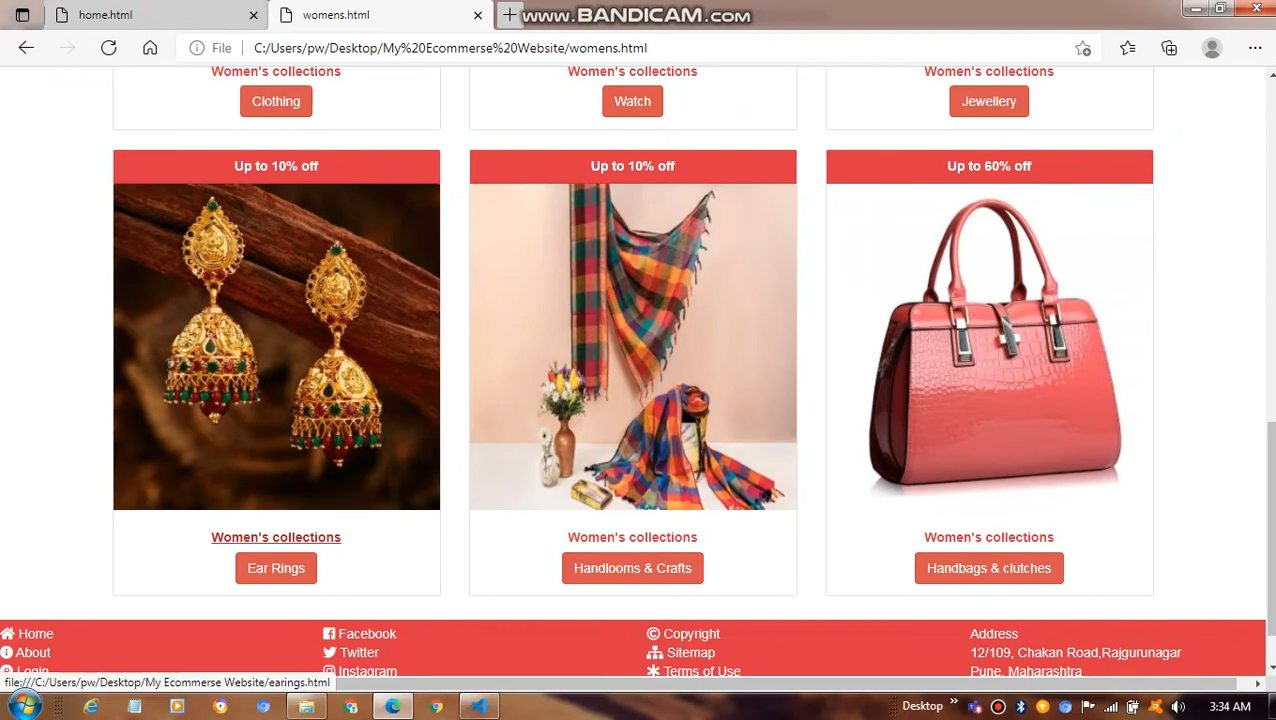 home.html
womens.html
www.BANDICAM.com
File
C:/Users/pw/Desktop/My%20Ecommerse%20Website/womens.html
Women's collections
Women's collections
Women's collections
Clothing
Watch
Jewellery
Up to 10% off
Up to 10% off
Up to 60% off
Women's collections
Women's collections
Women's collections
Ear Rings
Handlooms & Crafts
Handbags & clutches
Home
Facebook
Copyright
Address
About
Twitter
Sitemap
12/109, Chakan Road,Rajgurunagar
Login
Instagram
Terms of Use
Pune, Maharashtra
file:///C:/Users/pw/Desktop/My Ecommerse Website/earings.html
Desktop
3:34 AM